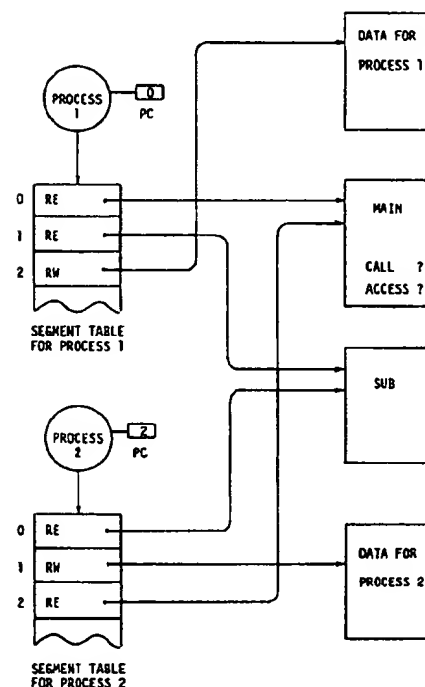 DATA FOR
PROCESS 1
PROCESS
1
0
PC
0 RE
1 RE
2 RW
SEGMENT TABLE
FOR PROCESS 1
MAIN
CALL ?
ACCESS ?
SUB
PROCESS
2
2
PC
0 RE
1 RW
2 RE
SEGMENT TABLE
FOR PROCESS 2
DATA FOR
PROCESS 2